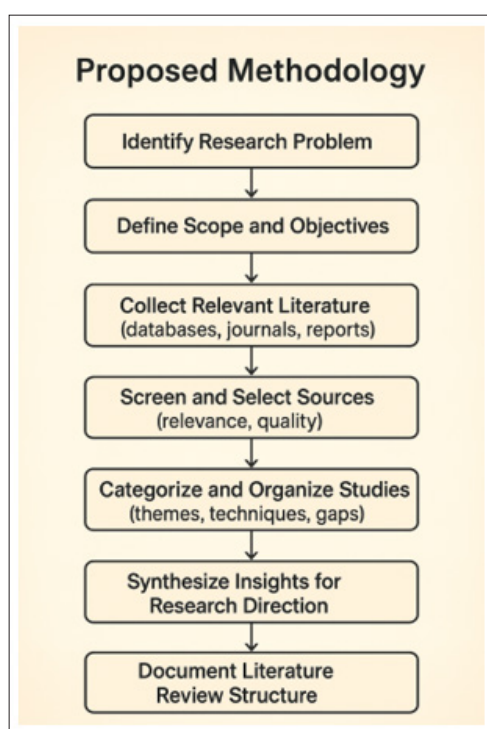 Proposed Methodology
Identify Research Problem
Define Scope and Objectives
Collect Relevant Literature
(databases, journals, reports)
Screen and Select Sources
(relevance, quality)
Categorize and Organize Studies
(themes, techniques, gaps)
Synthesize Insights for
Research Direction
Document Literature
Review Structure